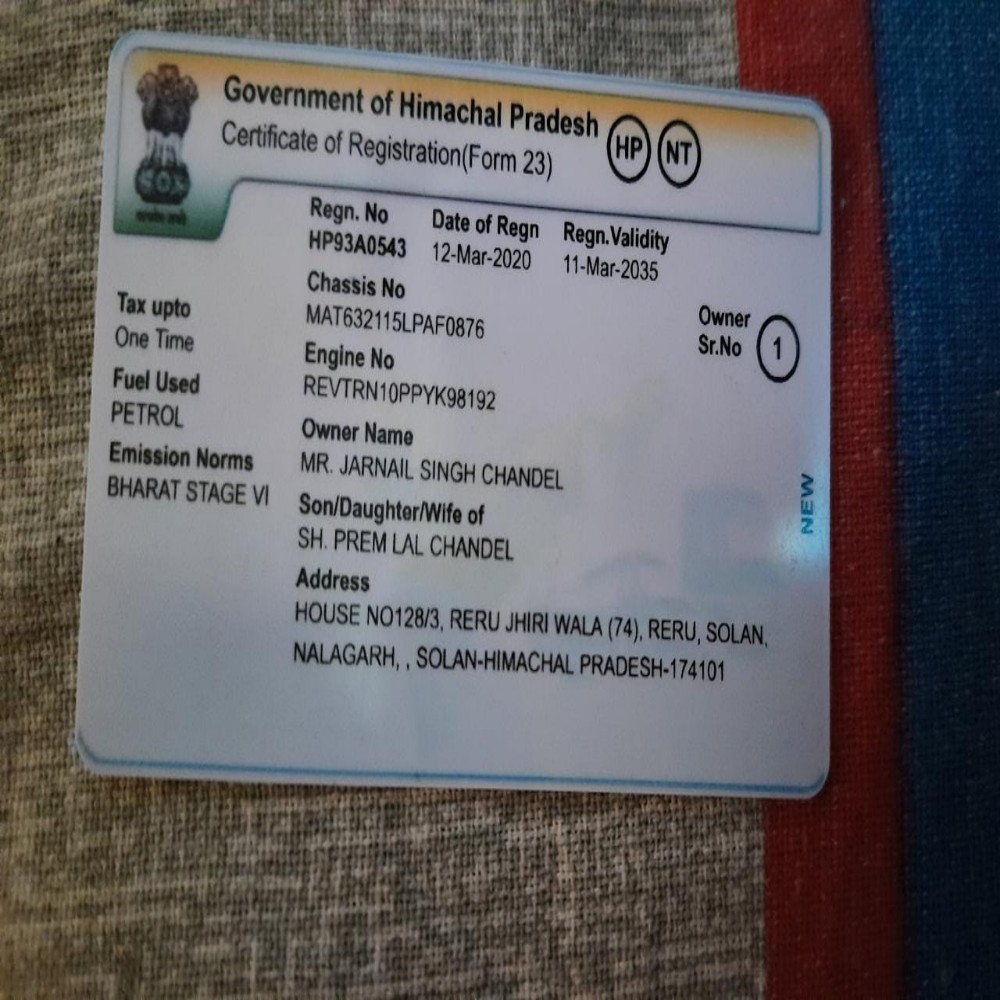 Government of Himachal Pradesh
Certificate of Registration(Form 23)
HP NT
Regn. No Date of Regn Regn.Validity
HP93A0543 12-Mar-2020 11-Mar-2035
Chassis No
MAT632115LPAF0876
Tax upto
One Time
Owner
Sr.No 1
Engine No
REVTRN10PPYK98192
Fuel Used
PETROL
Owner Name
MR. JARNAIL SINGH CHANDEL
Emission Norms
BHARAT STAGE VI
Son/Daughter/Wife of
SH. PREM LAL CHANDEL
NEW
Address
HOUSE NO128/3, RERU JHIRI WALA (74), RERU, SOLAN,
NALAGARH, , SOLAN-HIMACHAL PRADESH-174101